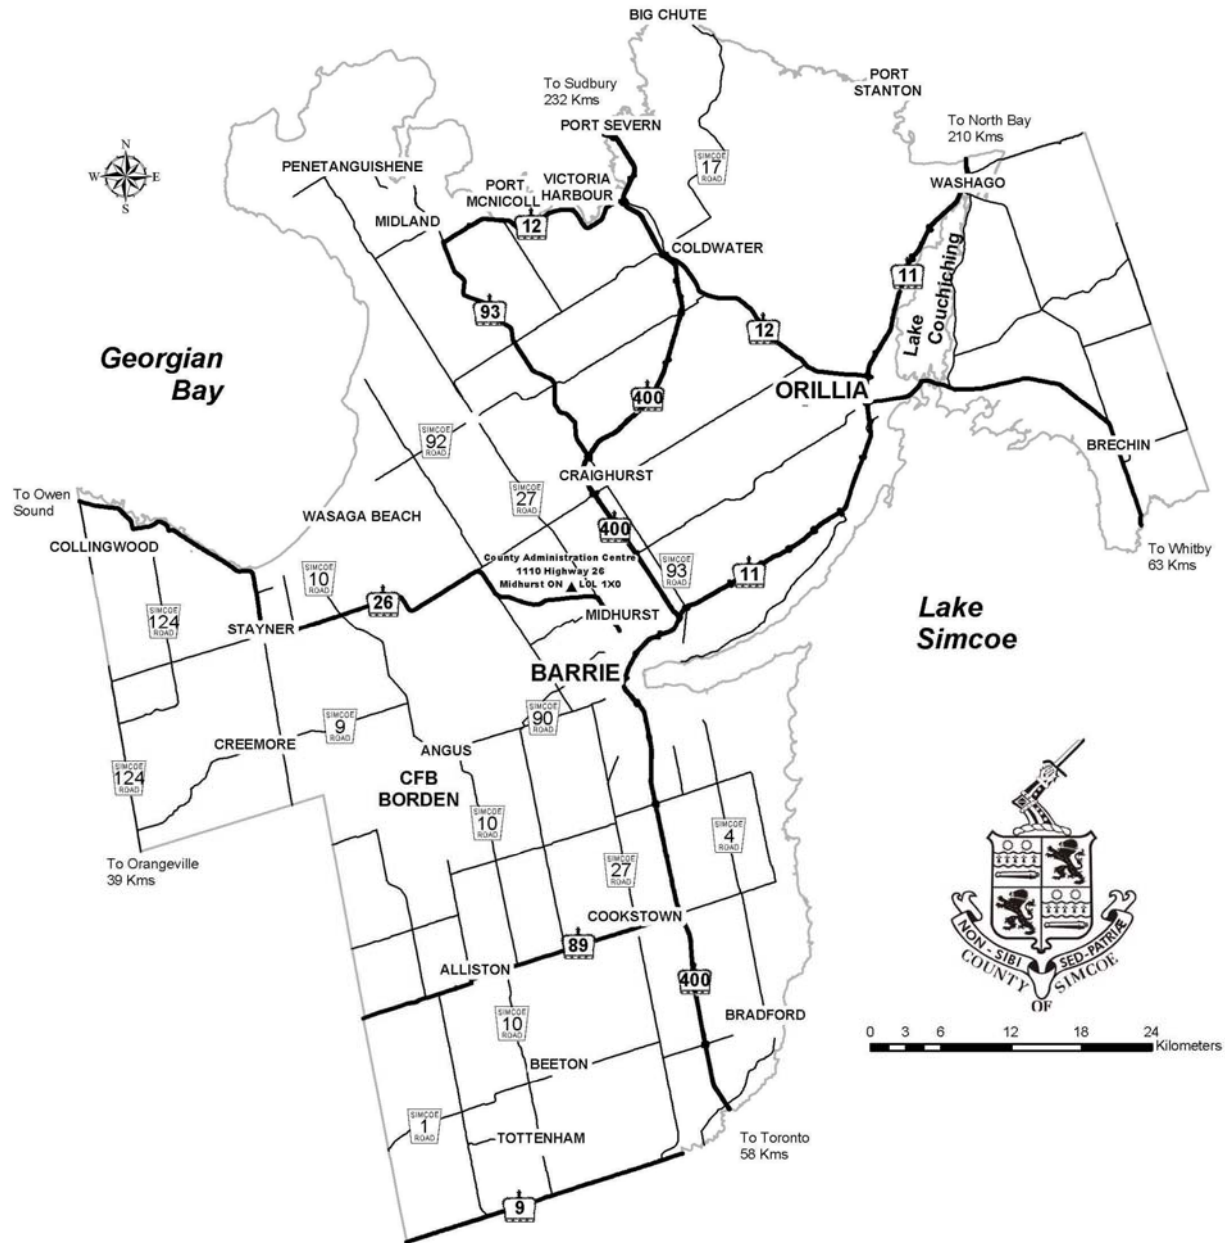 BIG CHUTE
PORT
STANTON
To Sudbury
232 Kms
PORT SEVERN
To North Bay
210 Kms
N
W
E
S
PENETANGUISHENE
SIMCOE
17
ROAD
PORT
MCNICOLL
VICTORIA
HARBOUR
WASHAGO
MIDLAND
12
COLDWATER
11
Lake
Couchiching
93
12
Georgian
Bay
400
ORILLIA
SIMCOE
92
ROAD
BRECHIN
CRAIGHURST
To Owen
Sound
SIMCOE
27
ROAD
WASAGA BEACH
400
COLLINGWOOD
County Administration Centre
1110 Highway 26
Midhurst ON
L0L 1X0
SIMCOE
93
ROAD
11
To Whitby
63 Kms
SIMCOE
10
ROAD
26
MIDHURST
SIMCOE
124
ROAD
STAYNER
Lake
Simcoe
BARRIE
SIMCOE
90
ROAD
SIMCOE
9
ROAD
CREEMORE
ANGUS
SIMCOE
124
ROAD
CFB
BORDEN
SIMCOE
10
ROAD
SIMCOE
4
ROAD
To Orangeville
39 Kms
SIMCOE
27
ROAD
COOKSTOWN
89
NON-SIBI
SED-PATRIÆ
COUNTY
OF
SIMCOE
ALLISTON
400
SIMCOE
10
ROAD
BRADFORD
0 3 6 12 18 24
Kilometers
BEETON
SIMCOE
1
ROAD
TOTTENHAM
To Toronto
58 Kms
9